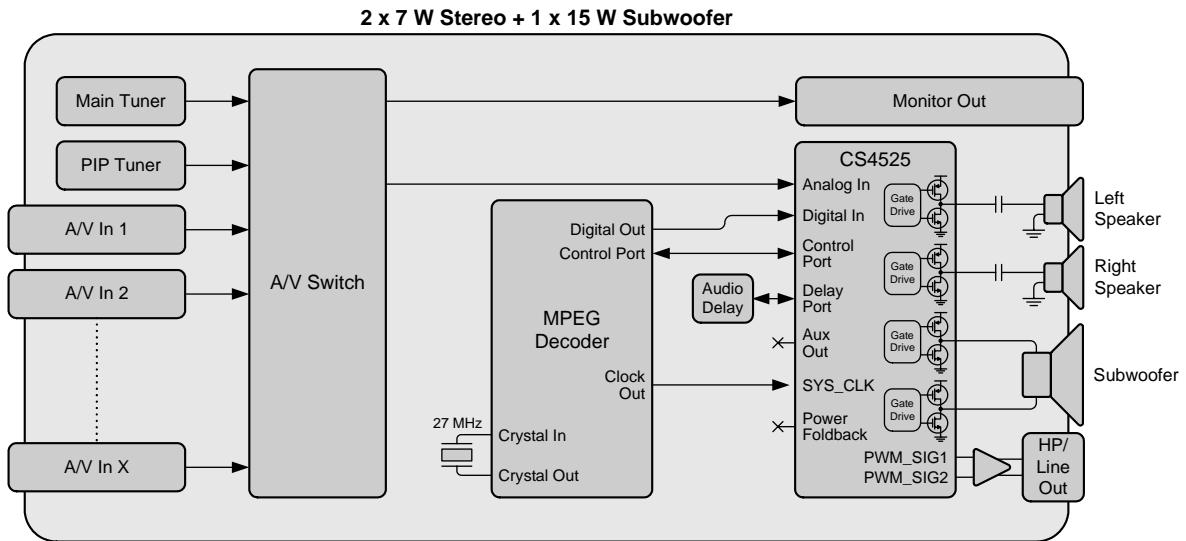 2 x 7 W Stereo + 1 x 15 W Subwoofer
Main Tuner
PIP Tuner
A/V In 1
A/V In 2
A/V In X
A/V Switch
27 MHz
Digital Out
Control Port
MPEG
Decoder
Clock
Out
Crystal In
Crystal Out
Audio
Delay
Monitor Out
CS4525
Analog In
Digital In
Control
Port
Delay
Port
Aux
Out
SYS_CLK
Power
Foldback
PWM_SIG1
PWM_SIG2
Gate
Drive
Gate
Drive
Gate
Drive
Gate
Drive
Left
Speaker
Right
Speaker
Subwoofer
HP/
Line
Out